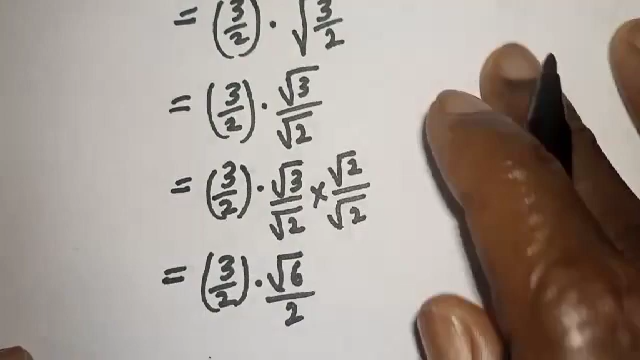 = (3/2) · √(3/2)
= (3/2) · √3/√2
= (3/2) · √3/√2 × √2/√2
= (3/2) · √6/2